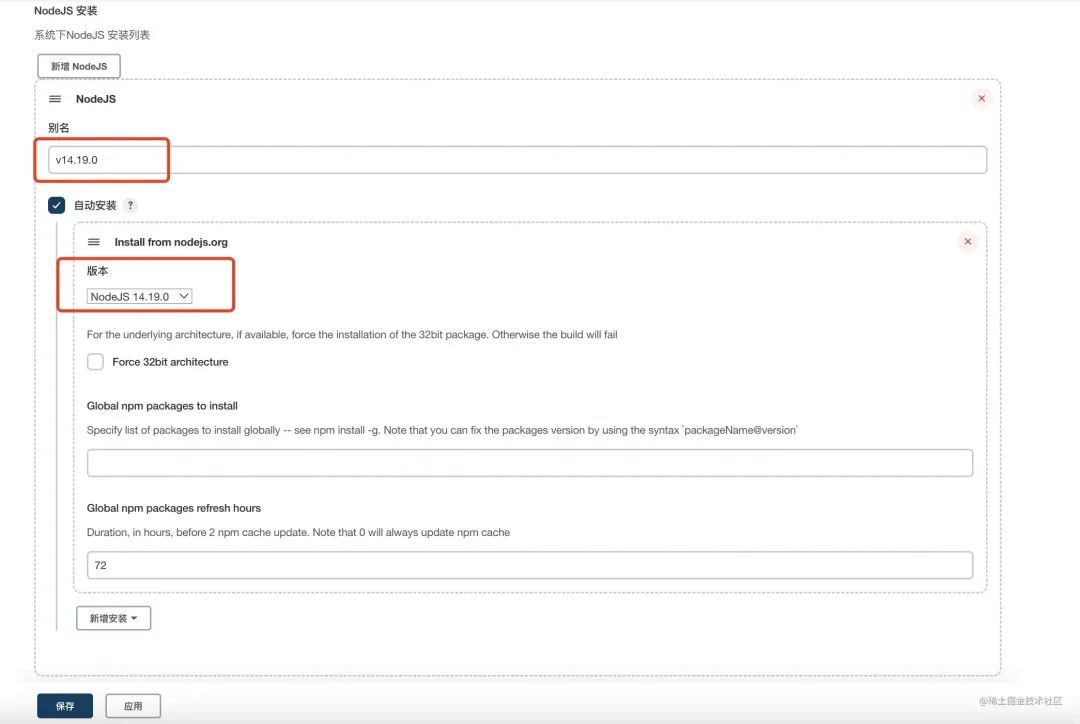 NodeJS 安装
系统下NodeJS 安装列表
新增 NodeJS
NodeJS
别名
v14.19.0
自动安装 ?
Install from nodejs.org
版本
NodeJS 14.19.0
For the underlying architecture, if available, force the installation of the 32bit package. Otherwise the build will fail
Force 32bit architecture
Global npm packages to install
Specify list of packages to install globally -- see npm install -g. Note that you can fix the packages version by using the syntax `packageName@version`
Global npm packages refresh hours
Duration, in hours, before 2 npm cache update. Note that 0 will always update npm cache
72
新增安装
保存 应用
@稀土掘金技术社区